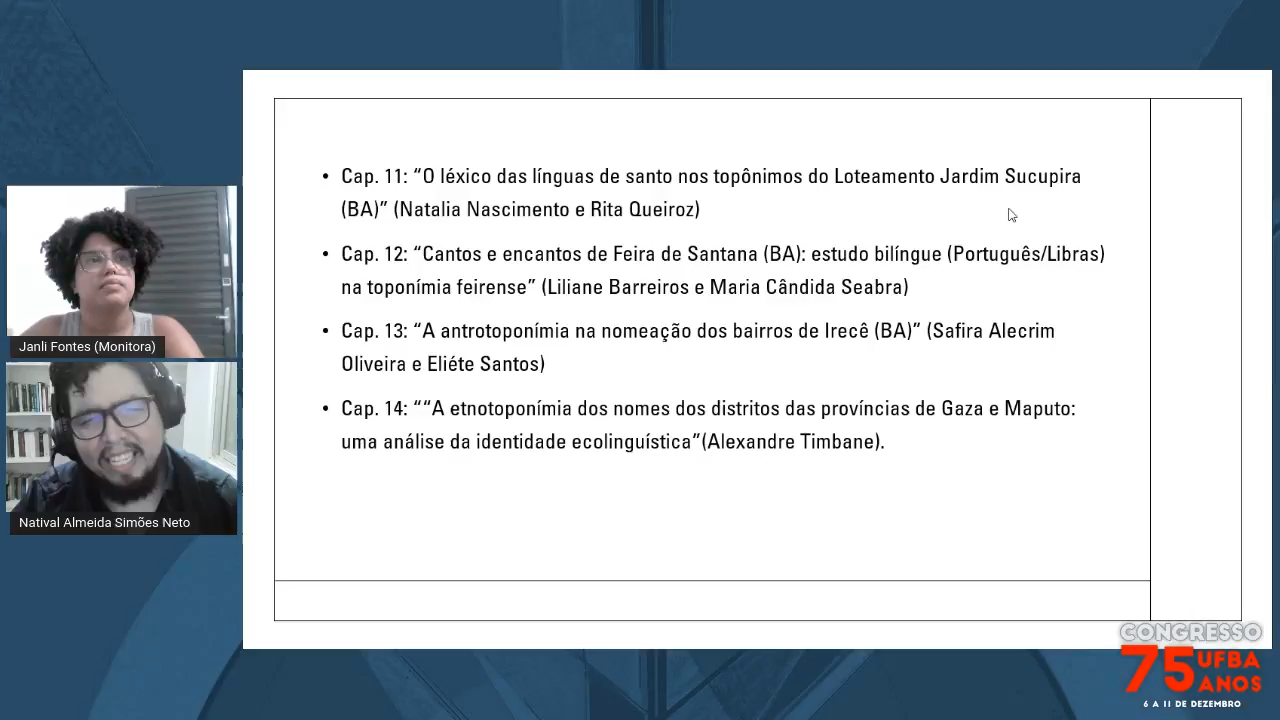 • Cap. 11: “O léxico das línguas de santo nos topônimos do Loteamento Jardim Sucupira
(BA)” (Natalia Nascimento e Rita Queiroz)
• Cap. 12: “Cantos e encantos de Feira de Santana (BA): estudo bilíngue (Português/Libras)
na toponímia feirense” (Liliane Barreiros e Maria Cândida Seabra)
• Cap. 13: “A antrotoponímia na nomeação dos bairros de Irecê (BA)” (Safira Alecrim
Oliveira e Eliéte Santos)
• Cap. 14: ““A etnotoponímia dos nomes dos distritos das províncias de Gaza e Maputo:
uma análise da identidade ecolinguística”(Alexandre Timbane).
Janli Fontes (Monitora)
Natival Almeida Simões Neto
CONGRESSO
75 UFBA
ANOS
6 A 11 DE DEZEMBRO